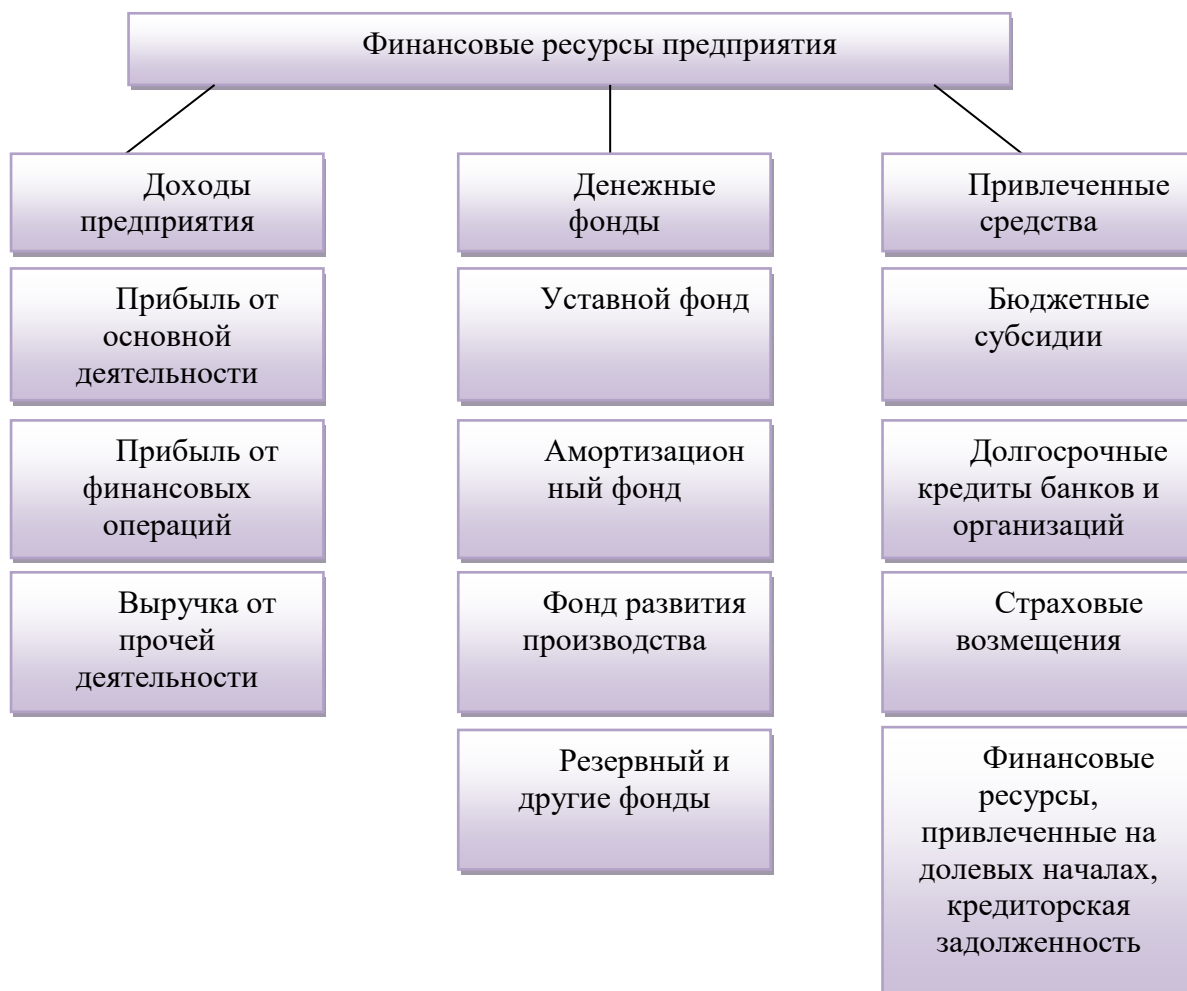 Финансовые ресурсы предприятия
Доходы
предприятия
Прибыль от
основной
деятельности
Прибыль от
финансовых
операций
Выручка от
прочей
деятельности
Денежные
фонды
Уставной фонд
Амортизацион
ный фонд
Фонд развития
производства
Резервный и
другие фонды
Привлеченные
средства
Бюджетные
субсидии
Долгосрочные
кредиты банков и
организаций
Страховые
возмещения
Финансовые
ресурсы,
привлеченные на
долевых началах,
кредиторская
задолженность